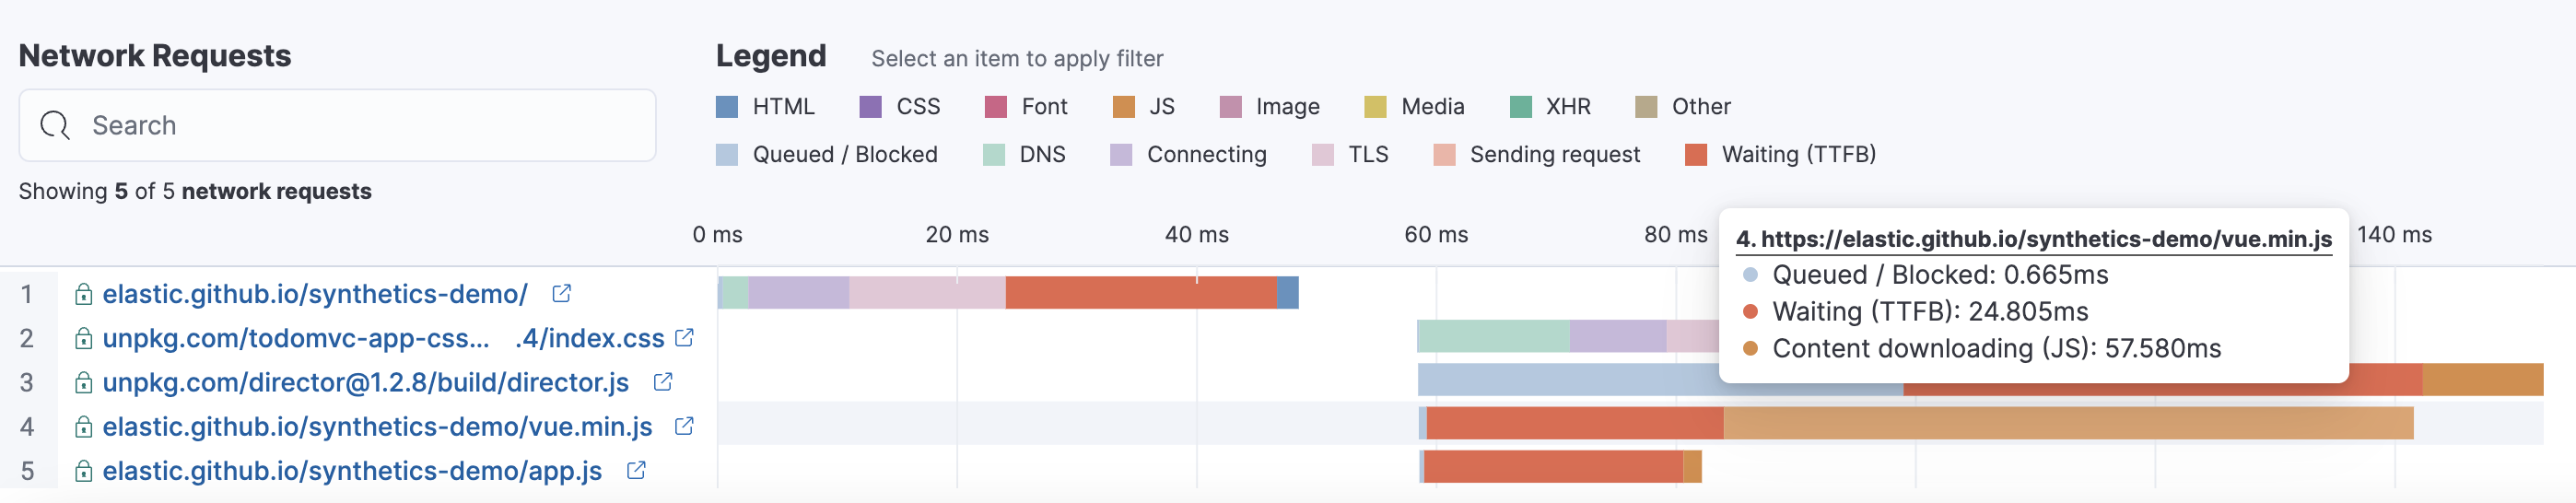 Network Requests
Search
Showing 5 of 5 network requests
Legend Select an item to apply filter
HTML CSS Font JS Image Media XHR Other
Queued / Blocked DNS Connecting TLS Sending request Waiting (TTFB)
0 ms 20 ms 40 ms 60 ms 80 ms 140 ms
4. https://elastic.github.io/synthetics-demo/vue.min.js
Queued / Blocked: 0.665ms
Waiting (TTFB): 24.805ms
Content downloading (JS): 57.580ms
1 elastic.github.io/synthetics-demo/
2 unpkg.com/todomvc-app-css... .4/index.css
3 unpkg.com/director@1.2.8/build/director.js
4 elastic.github.io/synthetics-demo/vue.min.js
5 elastic.github.io/synthetics-demo/app.js